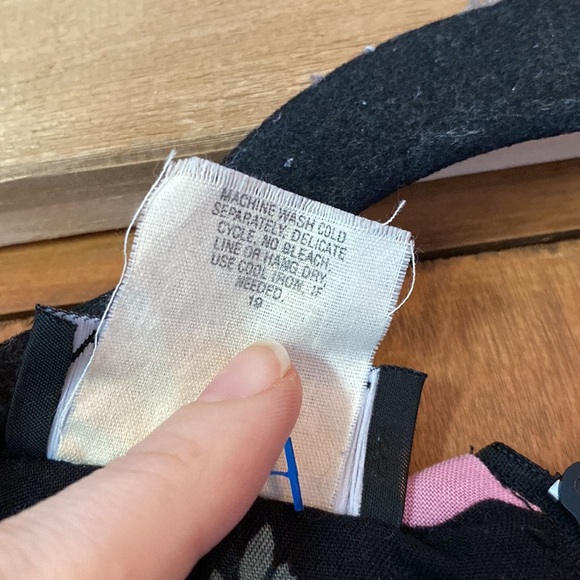 MACHINE WASH COLD
SEPARATELY, DELICATE
CYCLE, NO BLEACH,
LINE OR HANG DRY
USE COOL IRON, IF
NEEDED.
19